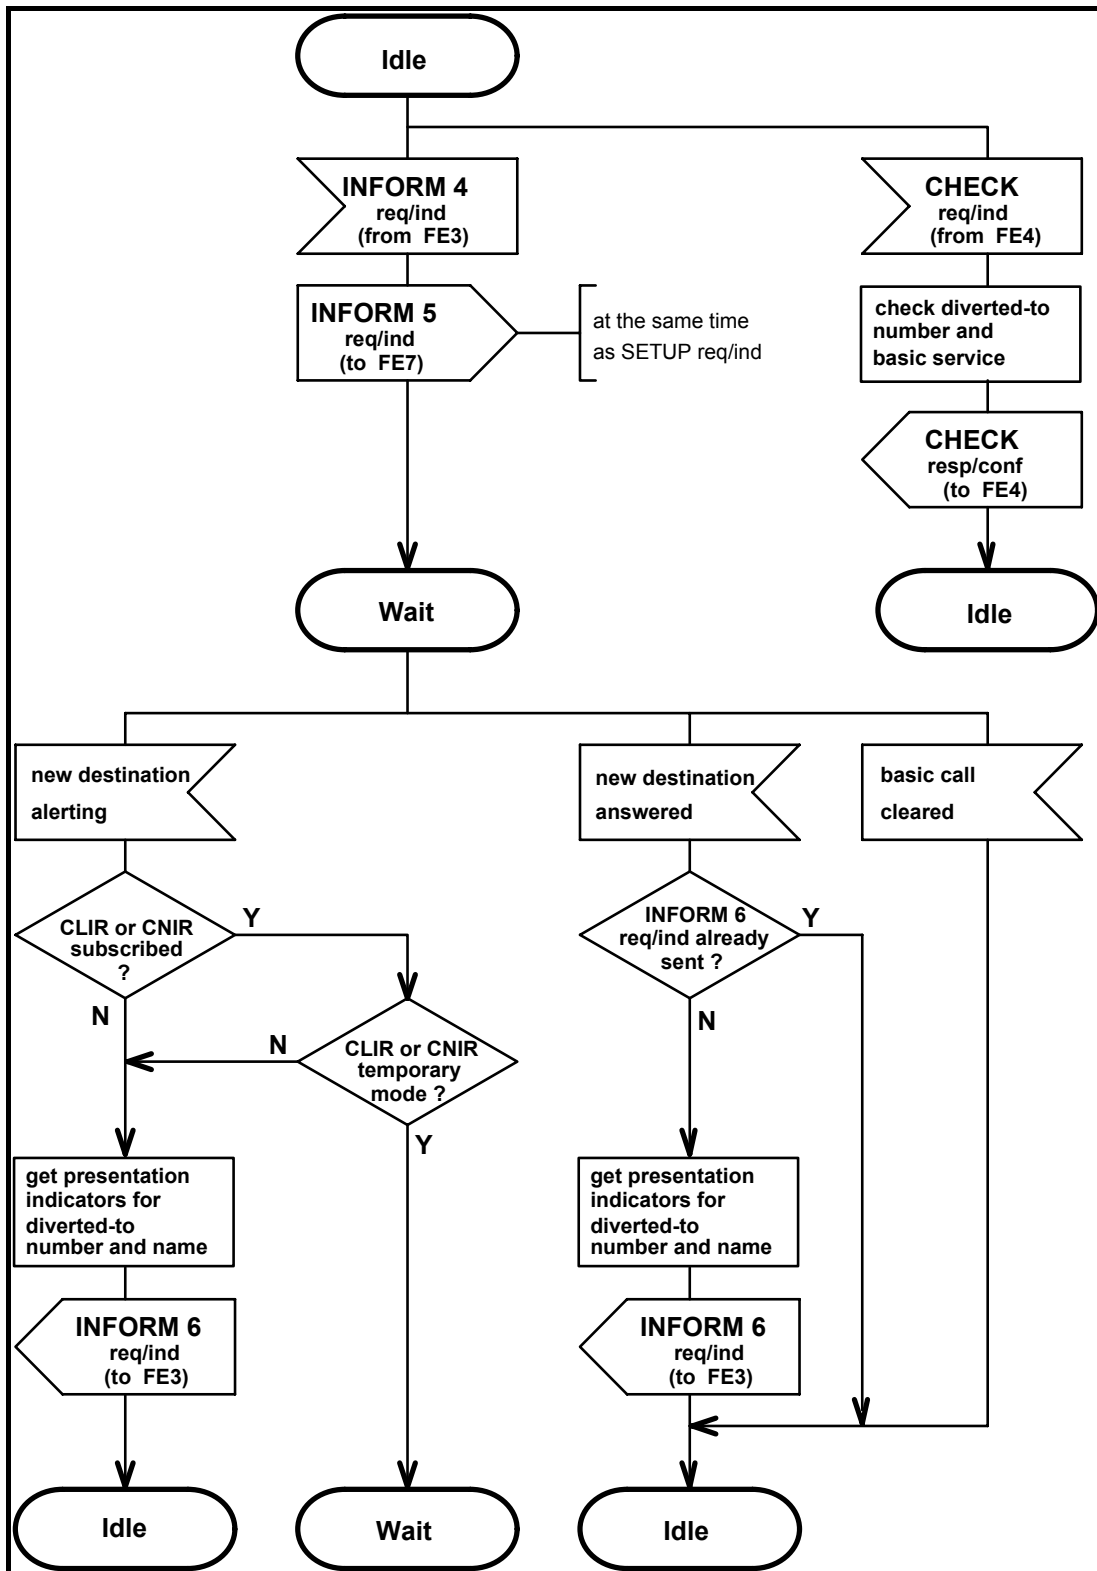 Idle
INFORM 4
req/ind
(from FE3)
CHECK
req/ind
(from FE4)
INFORM 5
req/ind
(to FE7)
at the same time
as SETUP req/ind
check diverted-to
number and
basic service
CHECK
resp/conf
(to FE4)
Wait
Idle
new destination
alerting
new destination
answered
basic call
cleared
CLIR or CNIR
subscribed
?
Y
N
INFORM 6
req/ind already
sent ?
Y
N
CLIR or CNIR
temporary
mode ?
N
Y
get presentation
indicators for
diverted-to
number and name
get presentation
indicators for
diverted-to
number and name
INFORM 6
req/ind
(to FE3)
INFORM 6
req/ind
(to FE3)
Idle
Wait
Idle